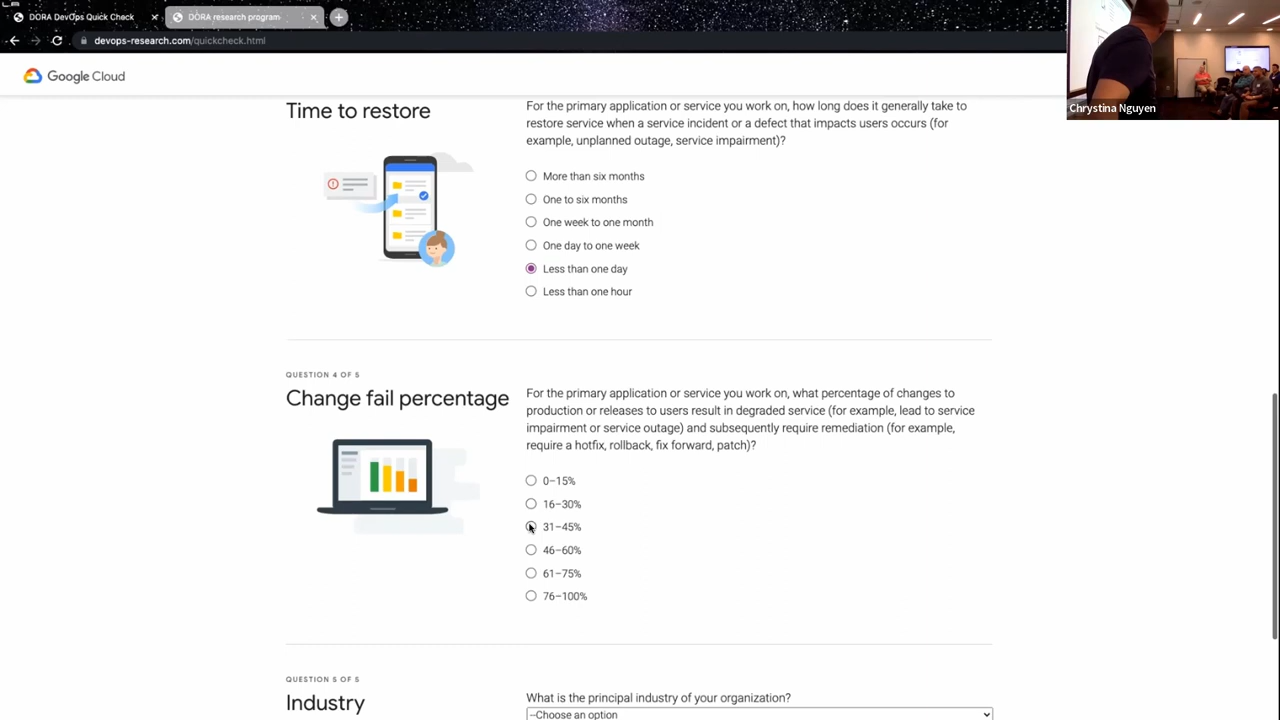 DORA DevOps Quick Check
DORA research program
devops-research.com/quickcheck.html
Google Cloud
Chrystina Nguyen
Time to restore
For the primary application or service you work on, how long does it generally take to
restore service when a service incident or a defect that impacts users occurs (for
example, unplanned outage, service impairment)?
More than six months
One to six months
One week to one month
One day to one week
Less than one day
Less than one hour
QUESTION 4 OF 5
Change fail percentage
For the primary application or service you work on, what percentage of changes to
production or releases to users result in degraded service (for example, lead to service
impairment or service outage) and subsequently require remediation (for example,
require a hotfix, rollback, fix forward, patch)?
0–15%
16–30%
31–45%
46–60%
61–75%
76–100%
QUESTION 5 OF 5
Industry
What is the principal industry of your organization?
--Choose an option